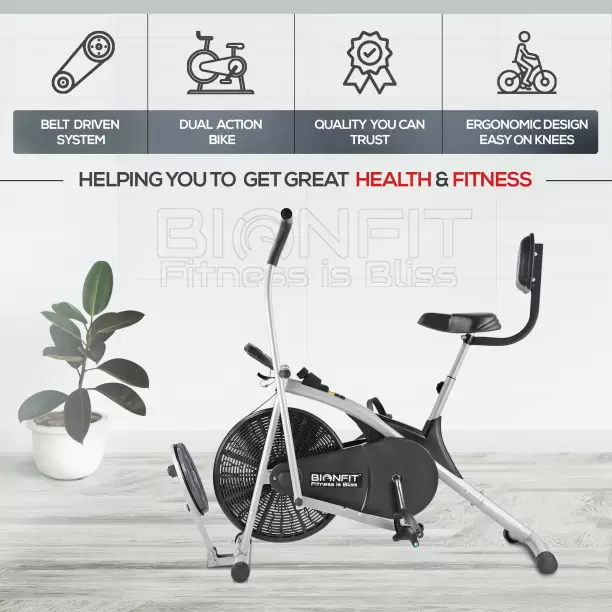 BELT DRIVEN
SYSTEM
DUAL ACTION
BIKE
QUALITY YOU CAN
TRUST
ERGONOMIC DESIGN
EASY ON KNEES
HELPING YOU TO GET GREAT HEALTH & FITNESS
BIONFIT
Fitness is Bliss
BIONFIT
Fitness is Bliss